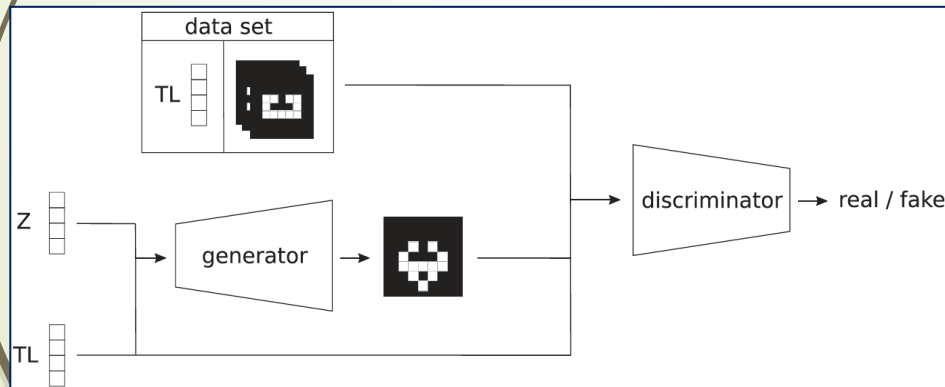 data set
TL
Z
generator
discriminator
real / fake
TL